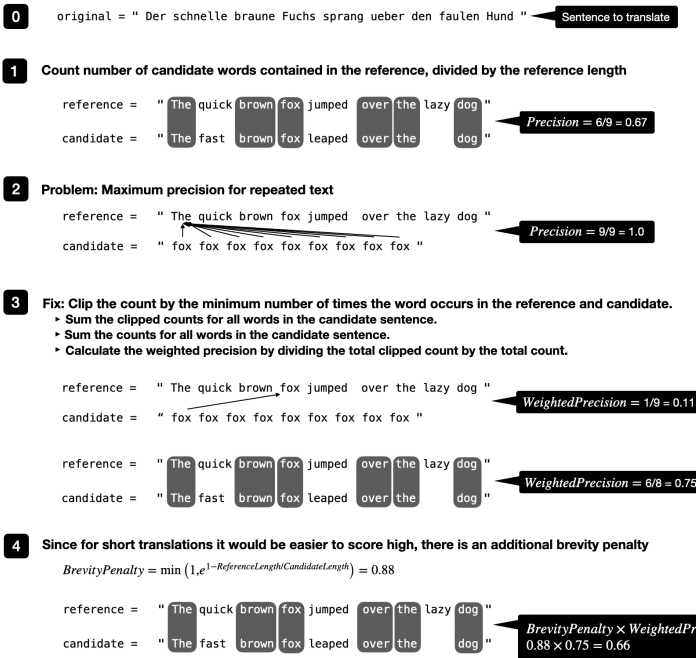 0
original = " Der schnelle braune Fuchs sprang ueber den faulen Hund "
Sentence to translate
1
Count number of candidate words contained in the reference, divided by the reference length
reference = " The quick brown fox jumped over the lazy dog "
candidate = " The fast brown fox leaped over the dog "
Precision = 6/9 = 0.67
2
Problem: Maximum precision for repeated text
reference = " The quick brown fox jumped over the lazy dog "
candidate = " fox fox fox fox fox fox fox fox fox "
Precision = 9/9 = 1.0
3
Fix: Clip the count by the minimum number of times the word occurs in the reference and candidate.
‣ Sum the clipped counts for all words in the candidate sentence.
‣ Sum the counts for all words in the candidate sentence.
‣ Calculate the weighted precision by dividing the total clipped count by the total count.
reference = " The quick brown fox jumped over the lazy dog "
candidate = “ fox fox fox fox fox fox fox fox fox "
WeightedPrecision = 1/9 = 0.11
reference = " The quick brown fox jumped over the lazy dog "
candidate = " The fast brown fox leaped over the dog "
WeightedPrecision = 6/8 = 0.75
4
Since for short translations it would be easier to score high, there is an additional brevity penalty
BrevityPenalty = min (1,e^1−ReferenceLength/CandidateLength) = 0.88
reference = " The quick brown fox jumped over the lazy dog "
candidate = " The fast brown fox leaped over the dog "
BrevityPenalty × WeightedPr
0.88 × 0.75 = 0.66